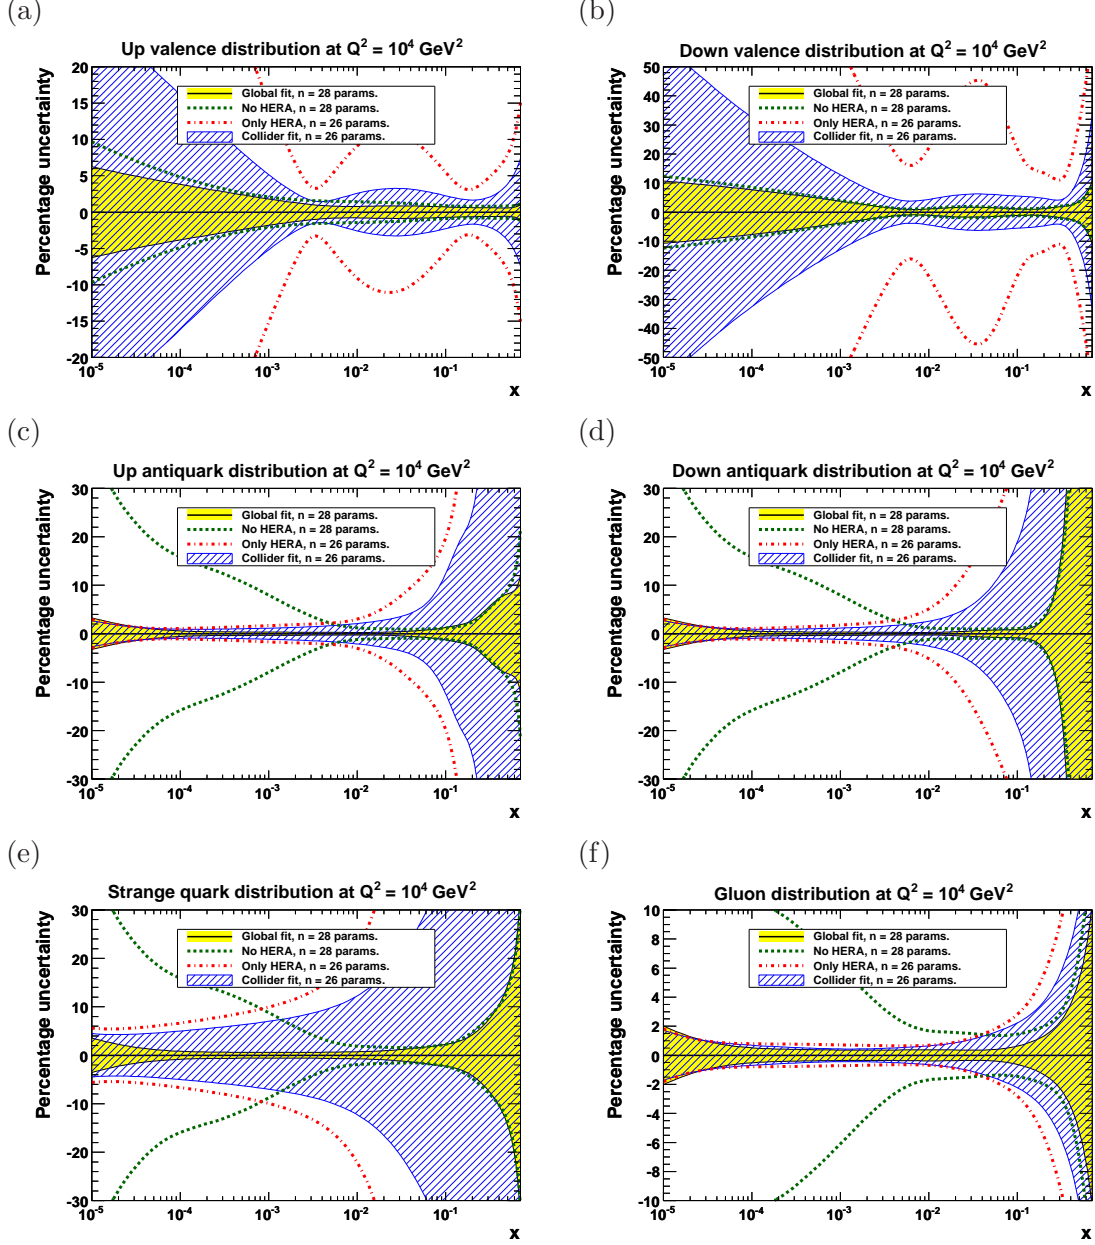 (a)
Up valence distribution at Q² = 10⁴ GeV²
Percentage uncertainty
20
15
10
5
0
-5
-10
-15
-20
Global fit, n = 28 params.
No HERA, n = 28 params.
Only HERA, n = 26 params.
Collider fit, n = 26 params.
10⁻⁵ 10⁻⁴ 10⁻³ 10⁻² 10⁻¹
x
(b)
Down valence distribution at Q² = 10⁴ GeV²
Percentage uncertainty
50
40
30
20
10
0
-10
-20
-30
-40
-50
Global fit, n = 28 params.
No HERA, n = 28 params.
Only HERA, n = 26 params.
Collider fit, n = 26 params.
10⁻⁵ 10⁻⁴ 10⁻³ 10⁻² 10⁻¹
x
(c)
Up antiquark distribution at Q² = 10⁴ GeV²
Percentage uncertainty
30
20
10
0
-10
-20
-30
Global fit, n = 28 params.
No HERA, n = 28 params.
Only HERA, n = 26 params.
Collider fit, n = 26 params.
10⁻⁵ 10⁻⁴ 10⁻³ 10⁻² 10⁻¹
x
(d)
Down antiquark distribution at Q² = 10⁴ GeV²
Percentage uncertainty
30
20
10
0
-10
-20
-30
Global fit, n = 28 params.
No HERA, n = 28 params.
Only HERA, n = 26 params.
Collider fit, n = 26 params.
10⁻⁵ 10⁻⁴ 10⁻³ 10⁻² 10⁻¹
x
(e)
Strange quark distribution at Q² = 10⁴ GeV²
Percentage uncertainty
30
20
10
0
-10
-20
-30
Global fit, n = 28 params.
No HERA, n = 28 params.
Only HERA, n = 26 params.
Collider fit, n = 26 params.
10⁻⁵ 10⁻⁴ 10⁻³ 10⁻² 10⁻¹
x
(f)
Gluon distribution at Q² = 10⁴ GeV²
Percentage uncertainty
10
8
6
4
2
0
-2
-4
-6
-8
-10
Global fit, n = 28 params.
No HERA, n = 28 params.
Only HERA, n = 26 params.
Collider fit, n = 26 params.
10⁻⁵ 10⁻⁴ 10⁻³ 10⁻² 10⁻¹
x